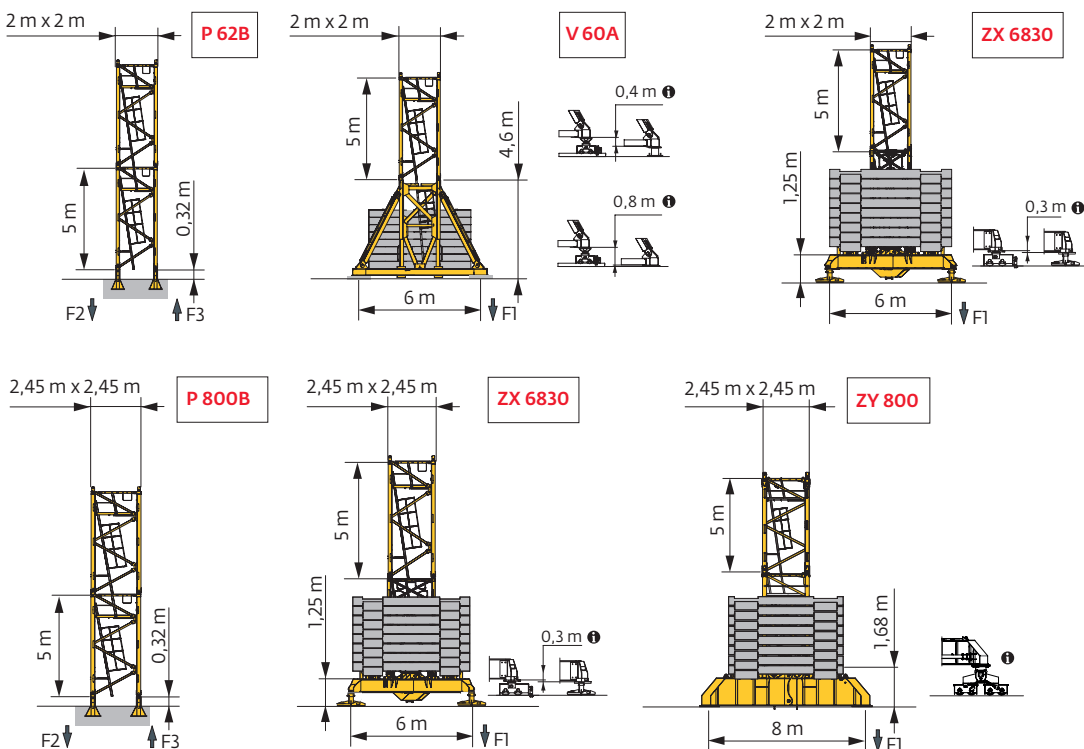 2 m x 2 m
P 62B
5 m
0,32 m
F2
F3
2 m x 2 m
V 60A
5 m
4,6 m
0,4 m i
0,8 m i
6 m
F1
2 m x 2 m
ZX 6830
5 m
1,25 m
0,3 m i
6 m
F1
2,45 m x 2,45 m
P 800B
5 m
0,32 m
F2
F3
2,45 m x 2,45 m
ZX 6830
5 m
1,25 m
0,3 m i
6 m
F1
2,45 m x 2,45 m
ZY 800
5 m
1,68 m
i
8 m
F1